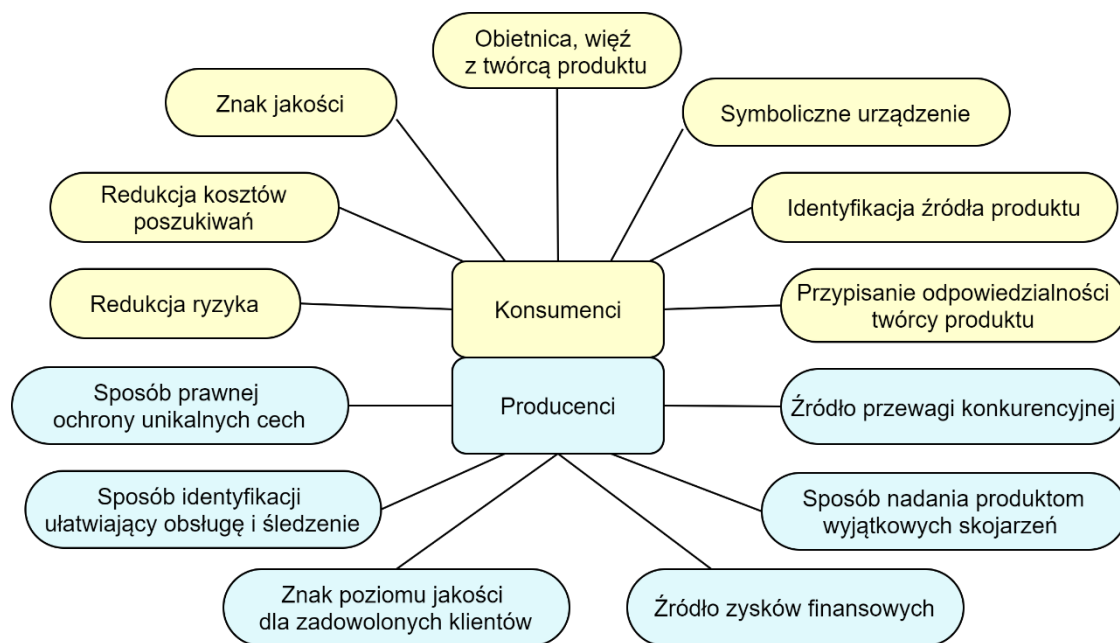 Obietnica, więź
z twórcą produktu
Znak jakości
Symboliczne urządzenie
Redukcja kosztów
poszukiwań
Identyfikacja źródła produktu
Redukcja ryzyka
Konsumenci
Przypisanie odpowiedzialności
twórcy produktu
Sposób prawnej
ochrony unikalnych cech
Producenci
Źródło przewagi konkurencyjnej
Sposób identyfikacji
ułatwiający obsługę i śledzenie
Sposób nadania produktom
wyjątkowych skojarzeń
Znak poziomu jakości
dla zadowolonych klientów
Źródło zysków finansowych